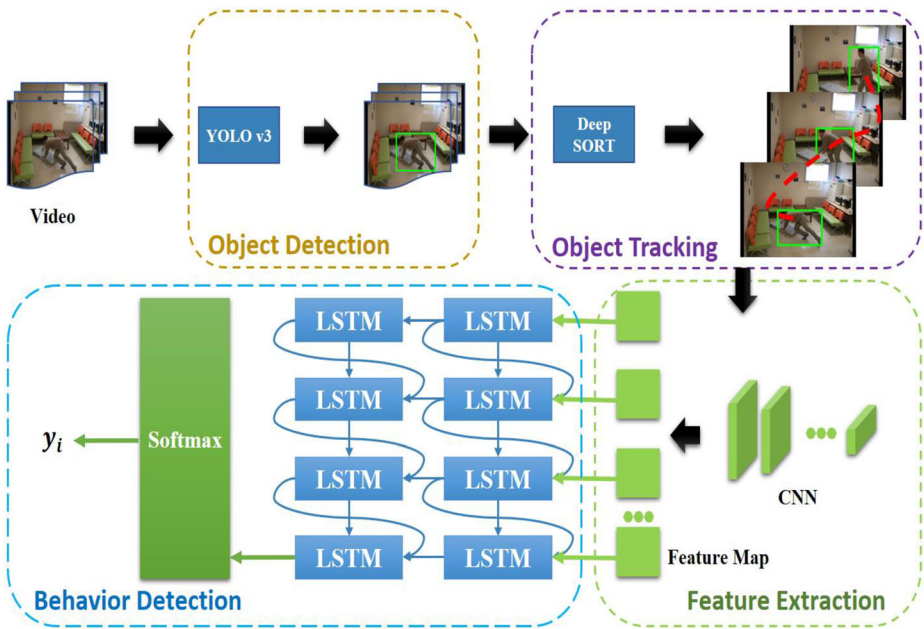 YOLO v3
Deep
SORT
Video
Object Detection
Object Tracking
LSTM
LSTM
LSTM
LSTM
LSTM
LSTM
LSTM
LSTM
Softmax
yᵢ
CNN
Feature Map
Behavior Detection
Feature Extraction